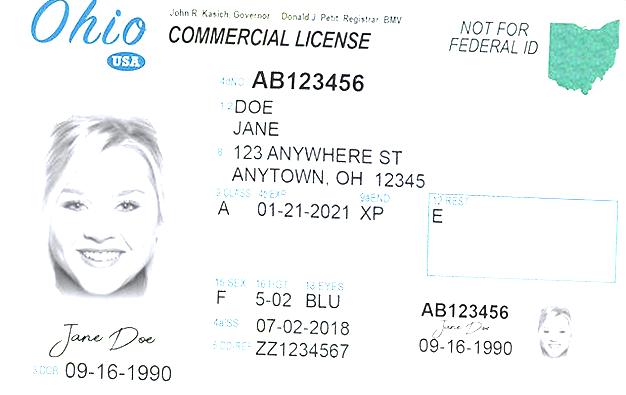 Ohio
USA
John R. Kasich, Governor Donald J. Petit, Registrar BMV
COMMERCIAL LICENSE
NOT FOR
FEDERAL ID
4d NO AB123456
1,2 DOE
JANE
8 123 ANYWHERE ST
ANYTOWN, OH 12345
9 CLASS 4b EXP 9a END
A 01-21-2021 XP
12 REST
E
15 SEX 16 HGT 18 EYES
F 5-02 BLU
4a ISS 07-02-2018
5 DD/REF ZZ1234567
Jane Doe
3 DOB 09-16-1990
AB123456
Jane Doe
09-16-1990